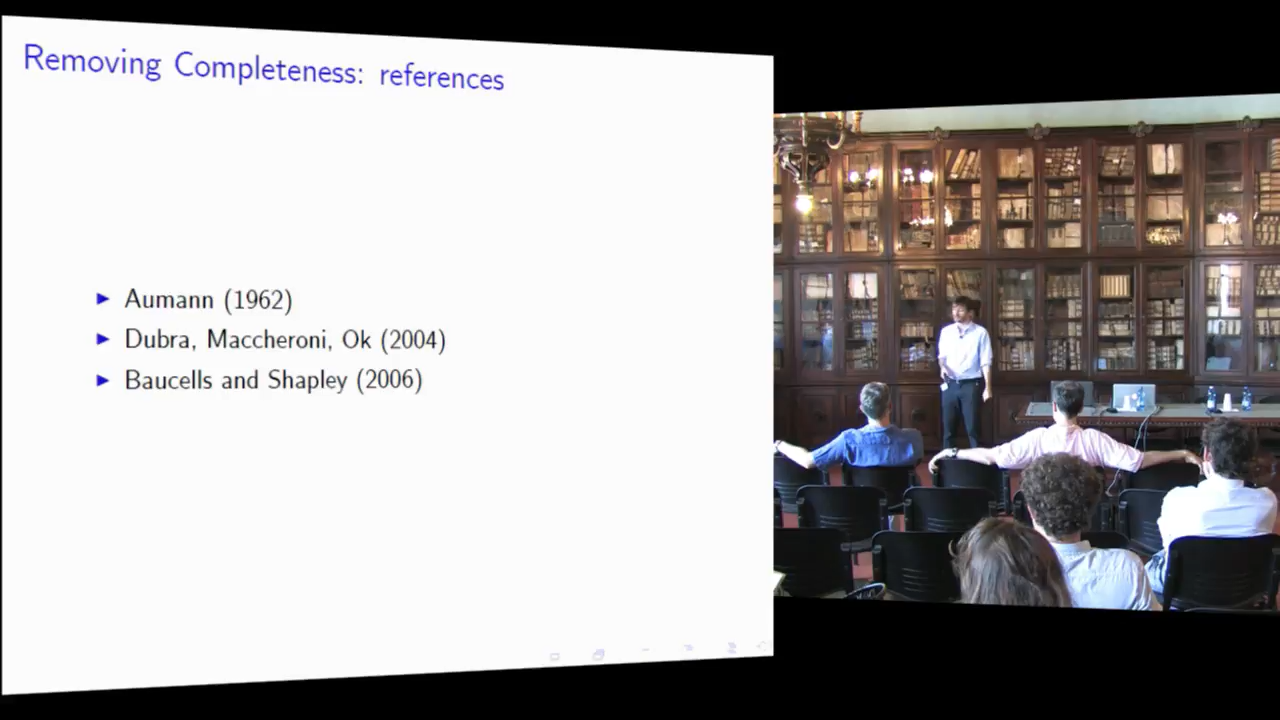 Removing Completeness: references
Aumann (1962)
Dubra, Maccheroni, Ok (2004)
Baucells and Shapley (2006)